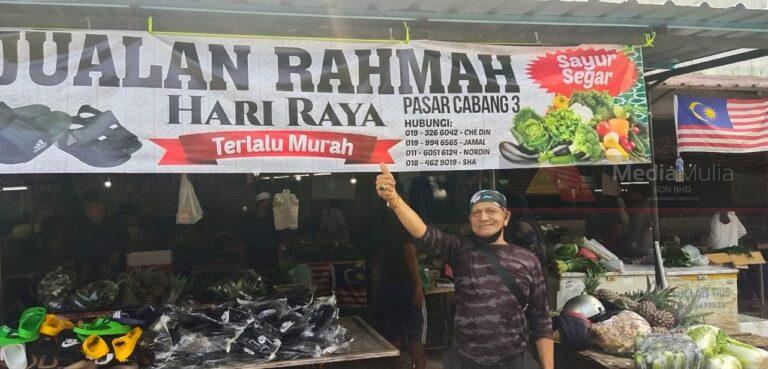 JUALAN RAHMAH
HARI RAYA
PASAR CABANG 3
Terlalu Murah
HUBUNGI:
019 - 326 6042 - CHE DIN
019 - 994 6565 - JAMAL
011 - 6051 6124 - NORDIN
018 - 462 9019 - SHA
Sayur
Segar
MediaMulia
SDN BHD